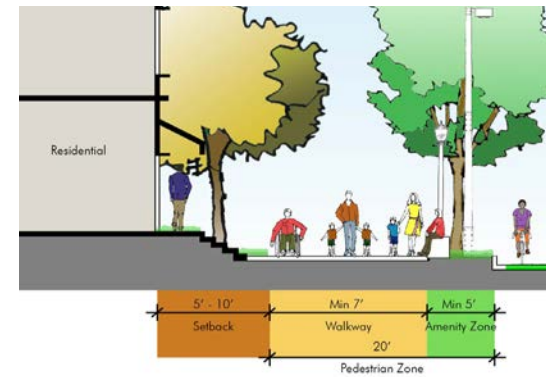 Residential
5' - 10'
Min 7'
Min 5'
Setback
Walkway
Amenity Zone
20'
Pedestrian Zone